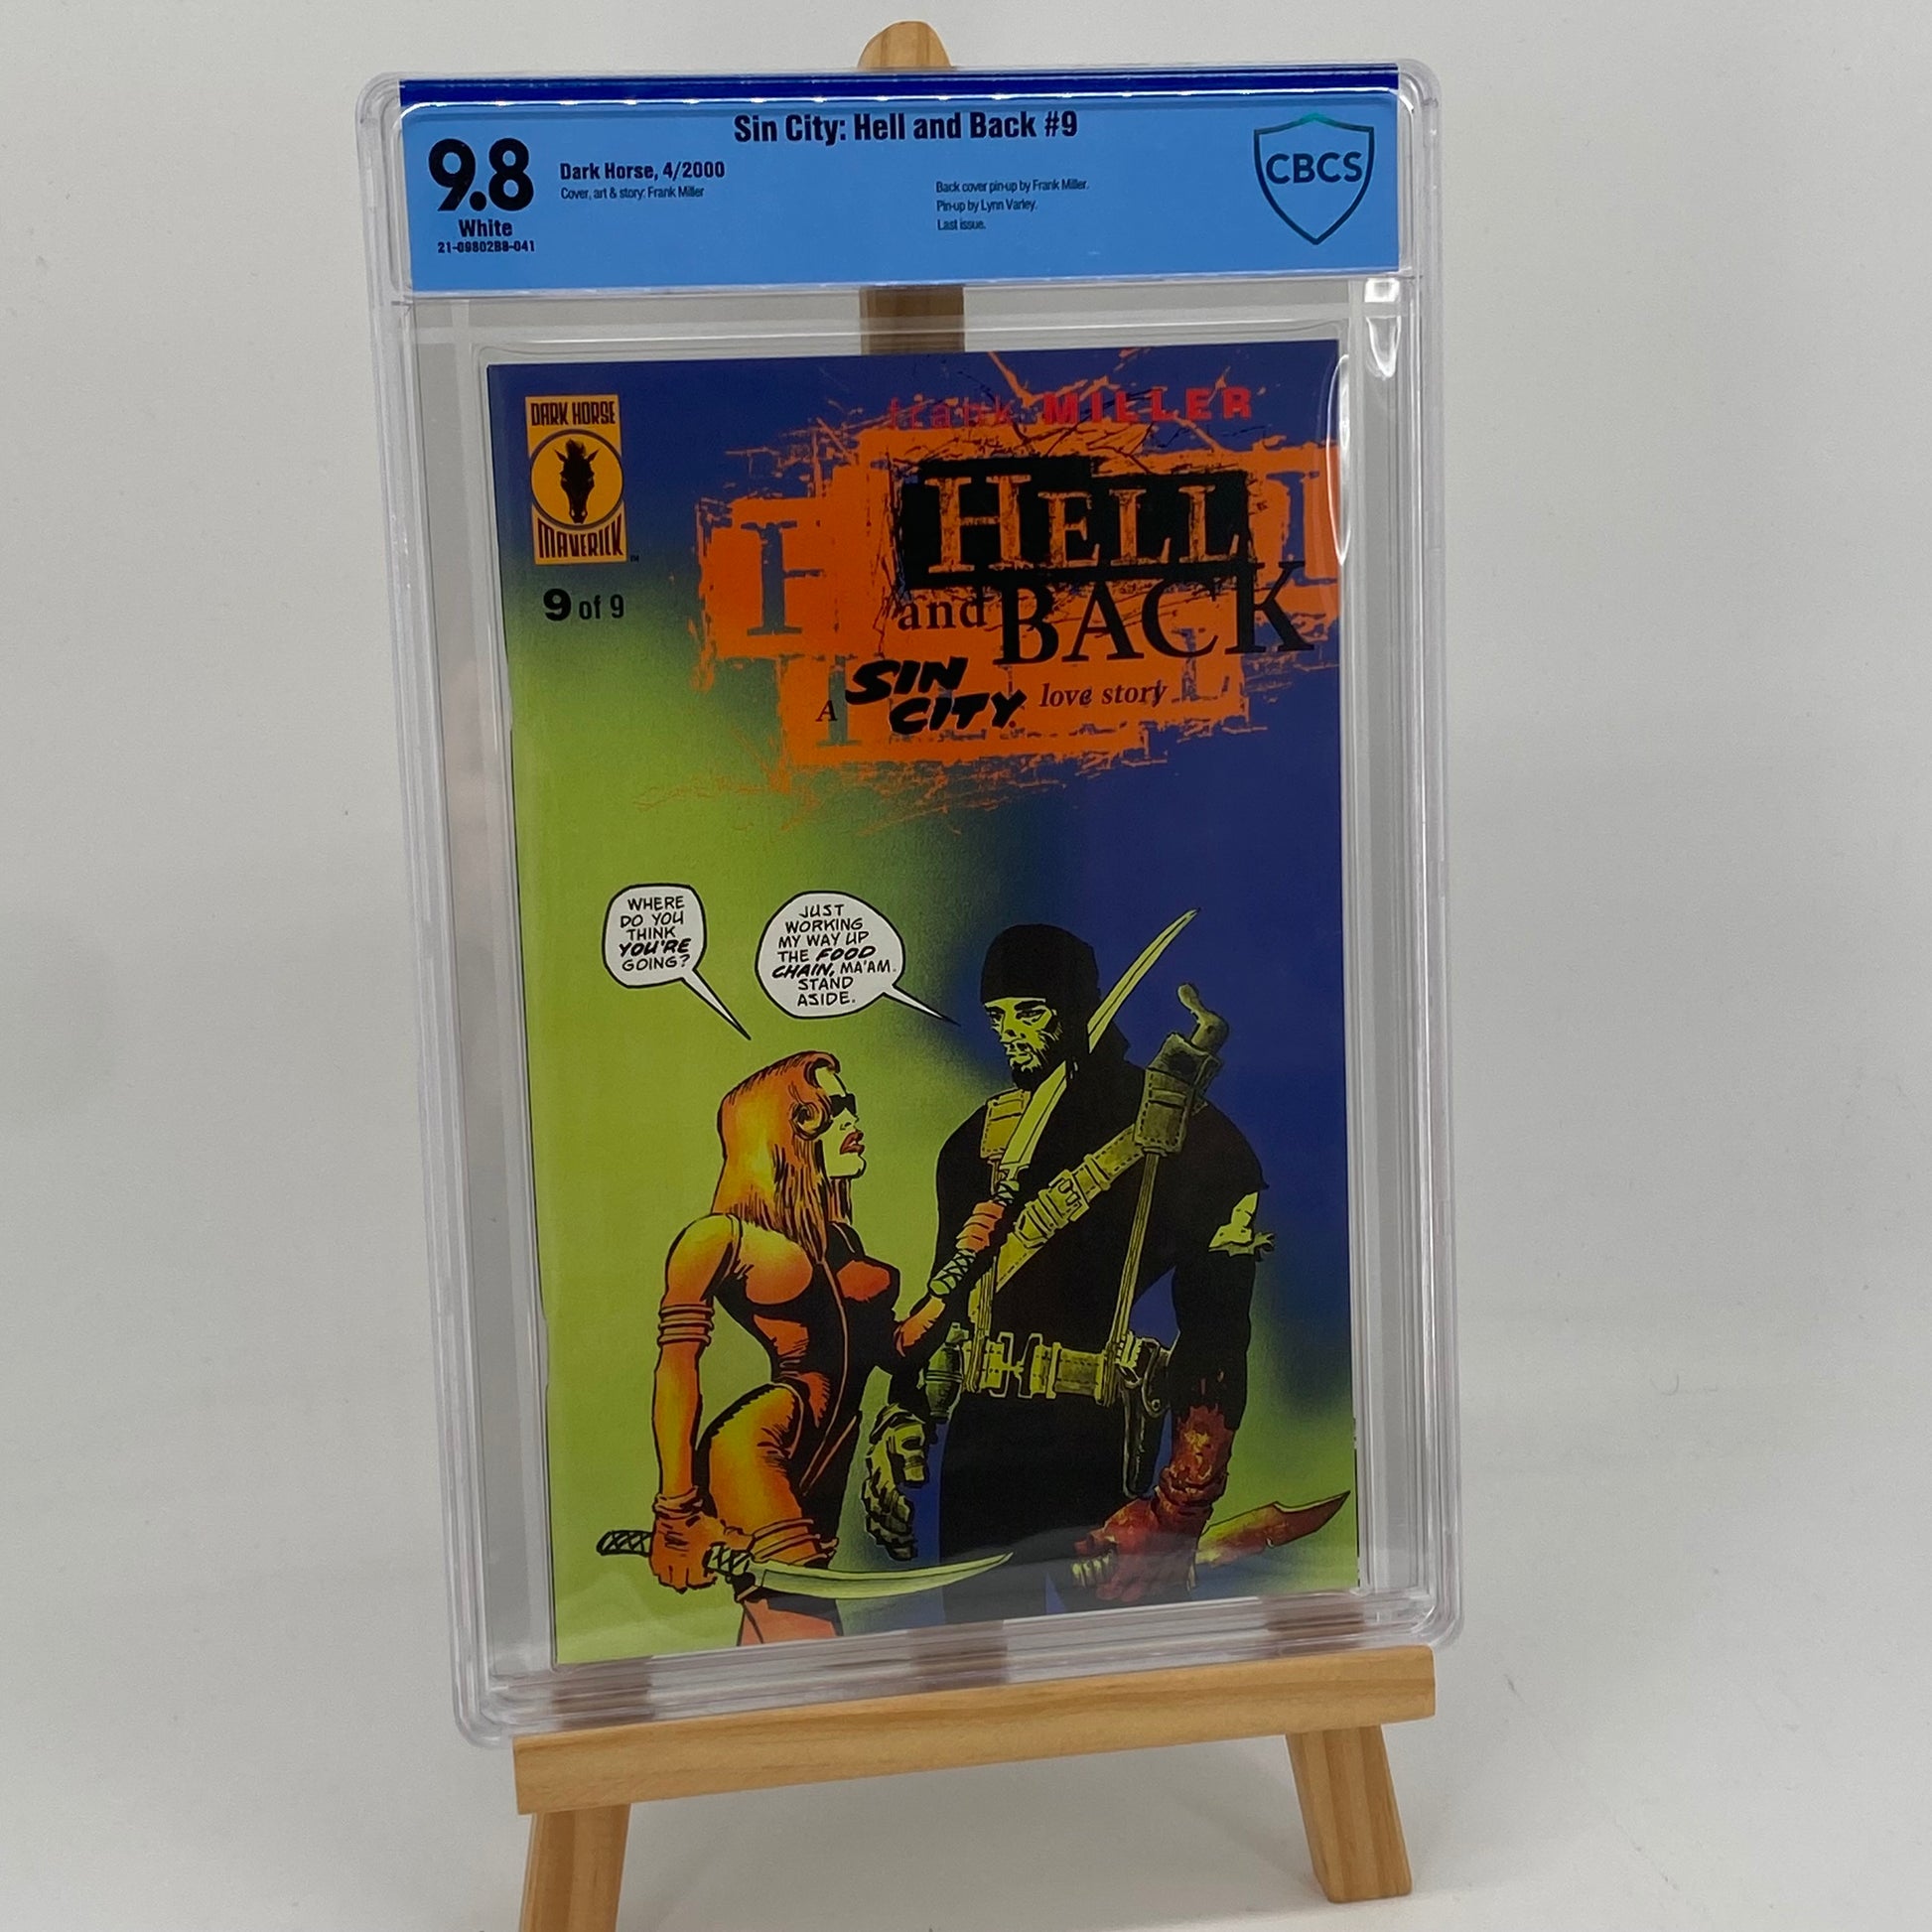 Sin City: Hell and Back #9
9.8
White
21-09802B8-041
Dark Horse, 4/2000
Cover, art & story: Frank Miller
Back cover pin-up by Frank Miller.
Pin-up by Lynn Varley.
Last issue.
CBCS
DARK HORSE
MAVERICK
TM
9 of 9
frank MILLER
HELL
and BACK
A SIN CITY love story
WHERE
DO YOU
THINK
YOU'RE
GOING?
JUST
WORKING
MY WAY UP
THE FOOD
CHAIN, MA'AM.
STAND
ASIDE.